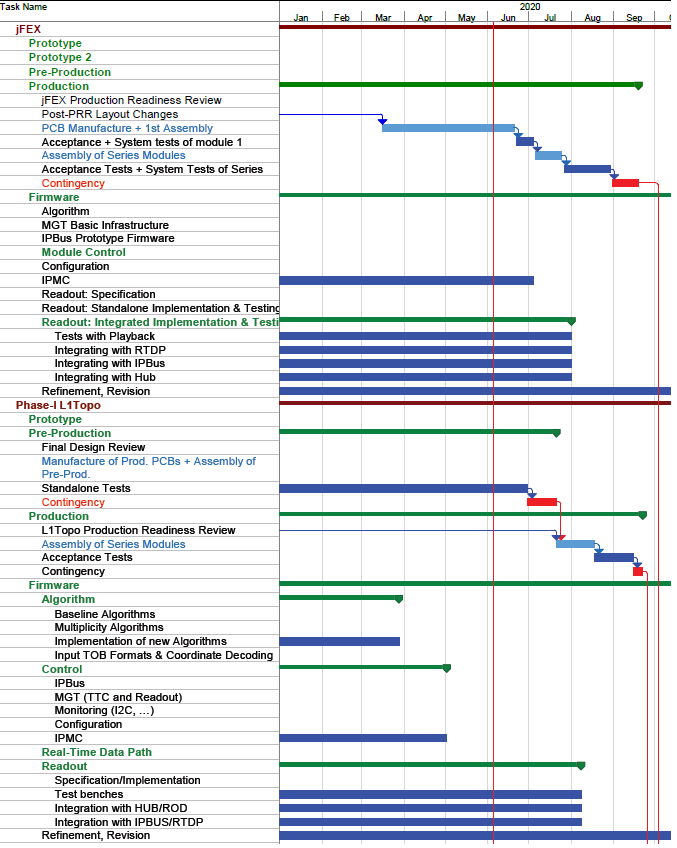 Task Name
2020
Jan Feb Mar Apr May Jun Jul Aug Sep
jFEX
Prototype
Prototype 2
Pre-Production
Production
jFEX Production Readiness Review
Post-PRR Layout Changes
PCB Manufacture + 1st Assembly
Acceptance + System tests of module 1
Assembly of Series Modules
Acceptance Tests + System Tests of Series
Contingency
Firmware
Algorithm
MGT Basic Infrastructure
IPBus Prototype Firmware
Module Control
Configuration
IPMC
Readout: Specification
Readout: Standalone Implementation & Testing
Readout: Integrated Implementation & Testi
Tests with Playback
Integrating with RTDP
Integrating with IPBus
Integrating with Hub
Refinement, Revision
Phase-I L1Topo
Prototype
Pre-Production
Final Design Review
Manufacture of Prod. PCBs + Assembly of
Pre-Prod.
Standalone Tests
Contingency
Production
L1Topo Production Readiness Review
Assembly of Series Modules
Acceptance Tests
Contingency
Firmware
Algorithm
Baseline Algorithms
Multiplicity Algorithms
Implementation of new Algorithms
Input TOB Formats & Coordinate Decoding
Control
IPBus
MGT (TTC and Readout)
Monitoring (I2C, ...)
Configuration
IPMC
Real-Time Data Path
Readout
Specification/Implementation
Test benches
Integration with HUB/ROD
Integration with IPBUS/RTDP
Refinement, Revision